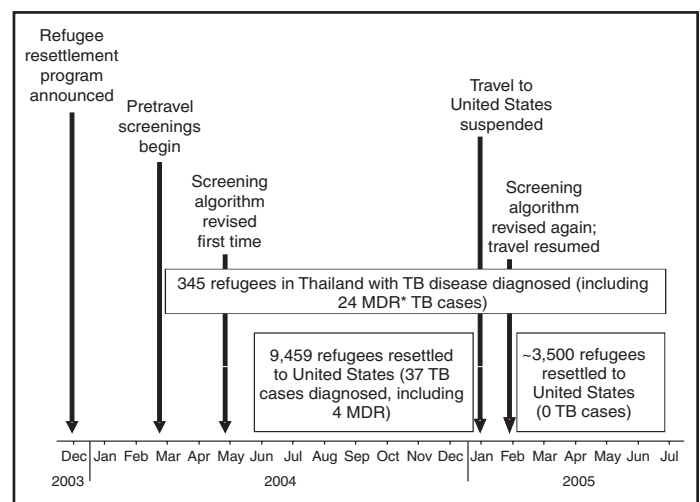 Refugee
resettlement
program
announced
Pretravel
screenings
begin
Screening
algorithm
revised
first time
Travel to
United States
suspended
Screening
algorithm
revised again;
travel resumed
345 refugees in Thailand with TB disease diagnosed (including
24 MDR* TB cases)
9,459 refugees resettled
to United States (37 TB
cases diagnosed, including
4 MDR)
~3,500 refugees
resettled to
United States
(0 TB cases)
Dec Jan Feb Mar Apr May Jun Jul Aug Sep Oct Nov Dec Jan Feb Mar Apr May Jun Jul
2003 2004 2005